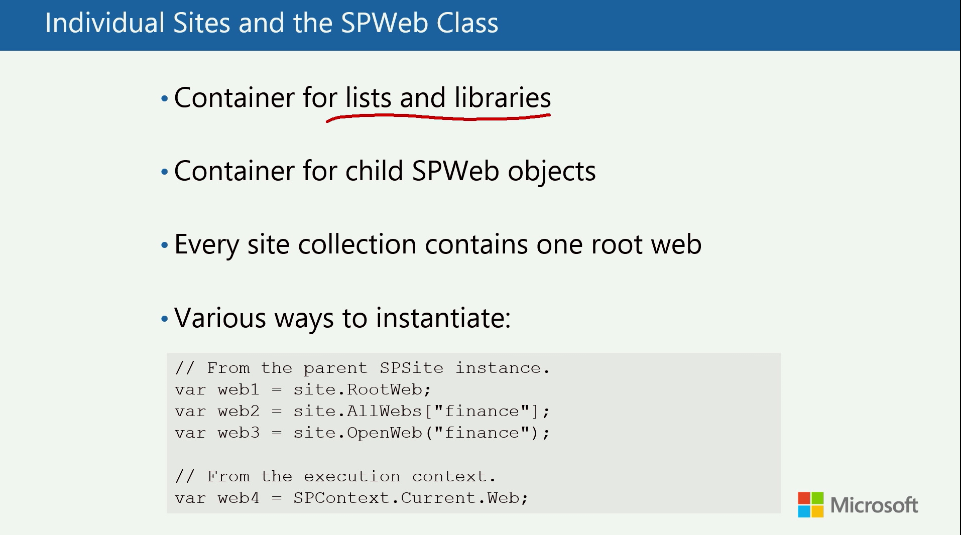 Individual Sites and the SPWeb Class
• Container for lists and libraries
• Container for child SPWeb objects
• Every site collection contains one root web
• Various ways to instantiate:
// From the parent SPSite instance.
var web1 = site.RootWeb;
var web2 = site.AllWebs["finance"];
var web3 = site.OpenWeb("finance");
// From the execution context.
var web4 = SPContext.Current.Web;
Microsoft